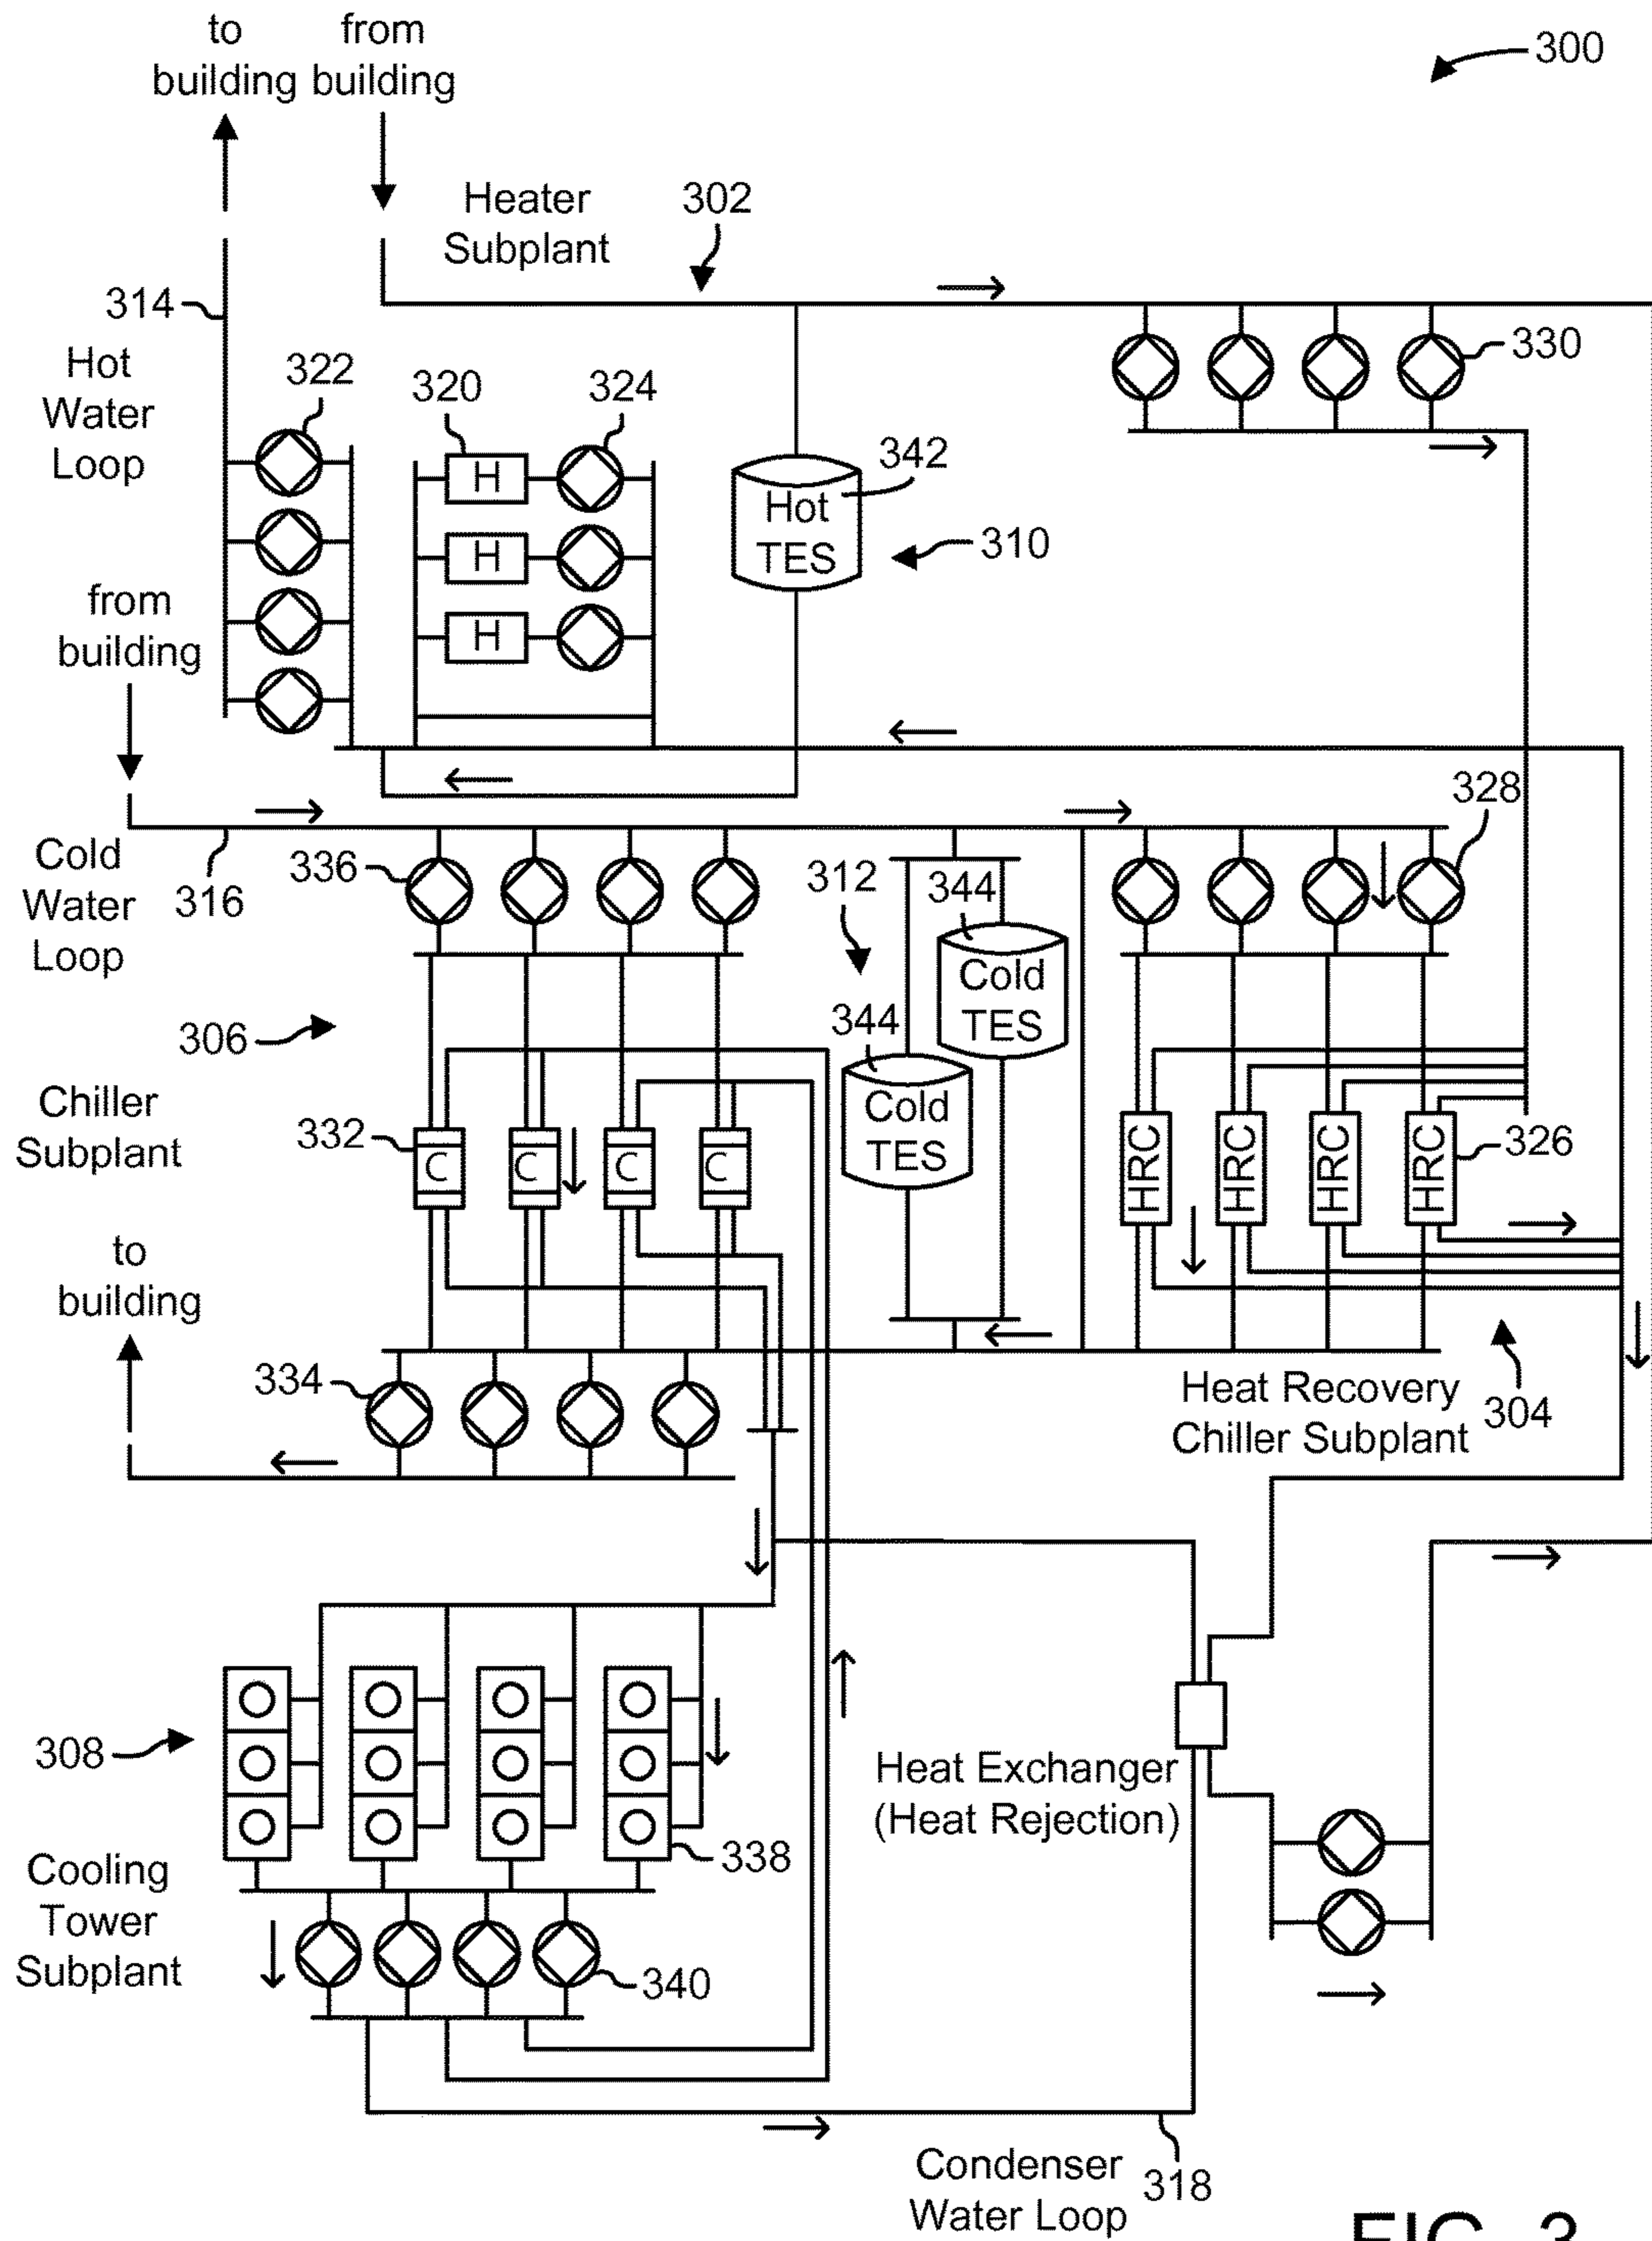 to
building
from
building
300
Heater
Subplant
302
314
Hot
Water
Loop
322
320
324
H
H
H
Hot
TES
342
310
330
from
building
Cold
Water
Loop
316
336
312
344
Cold
TES
344
Cold
TES
328
306
Chiller
Subplant
332
C
C
C
C
HRC
HRC
HRC
HRC
326
to
building
334
Heat Recovery
Chiller Subplant
304
308
Cooling
Tower
Subplant
338
340
Heat Exchanger
(Heat Rejection)
Condenser
Water Loop
318
FIG. 3